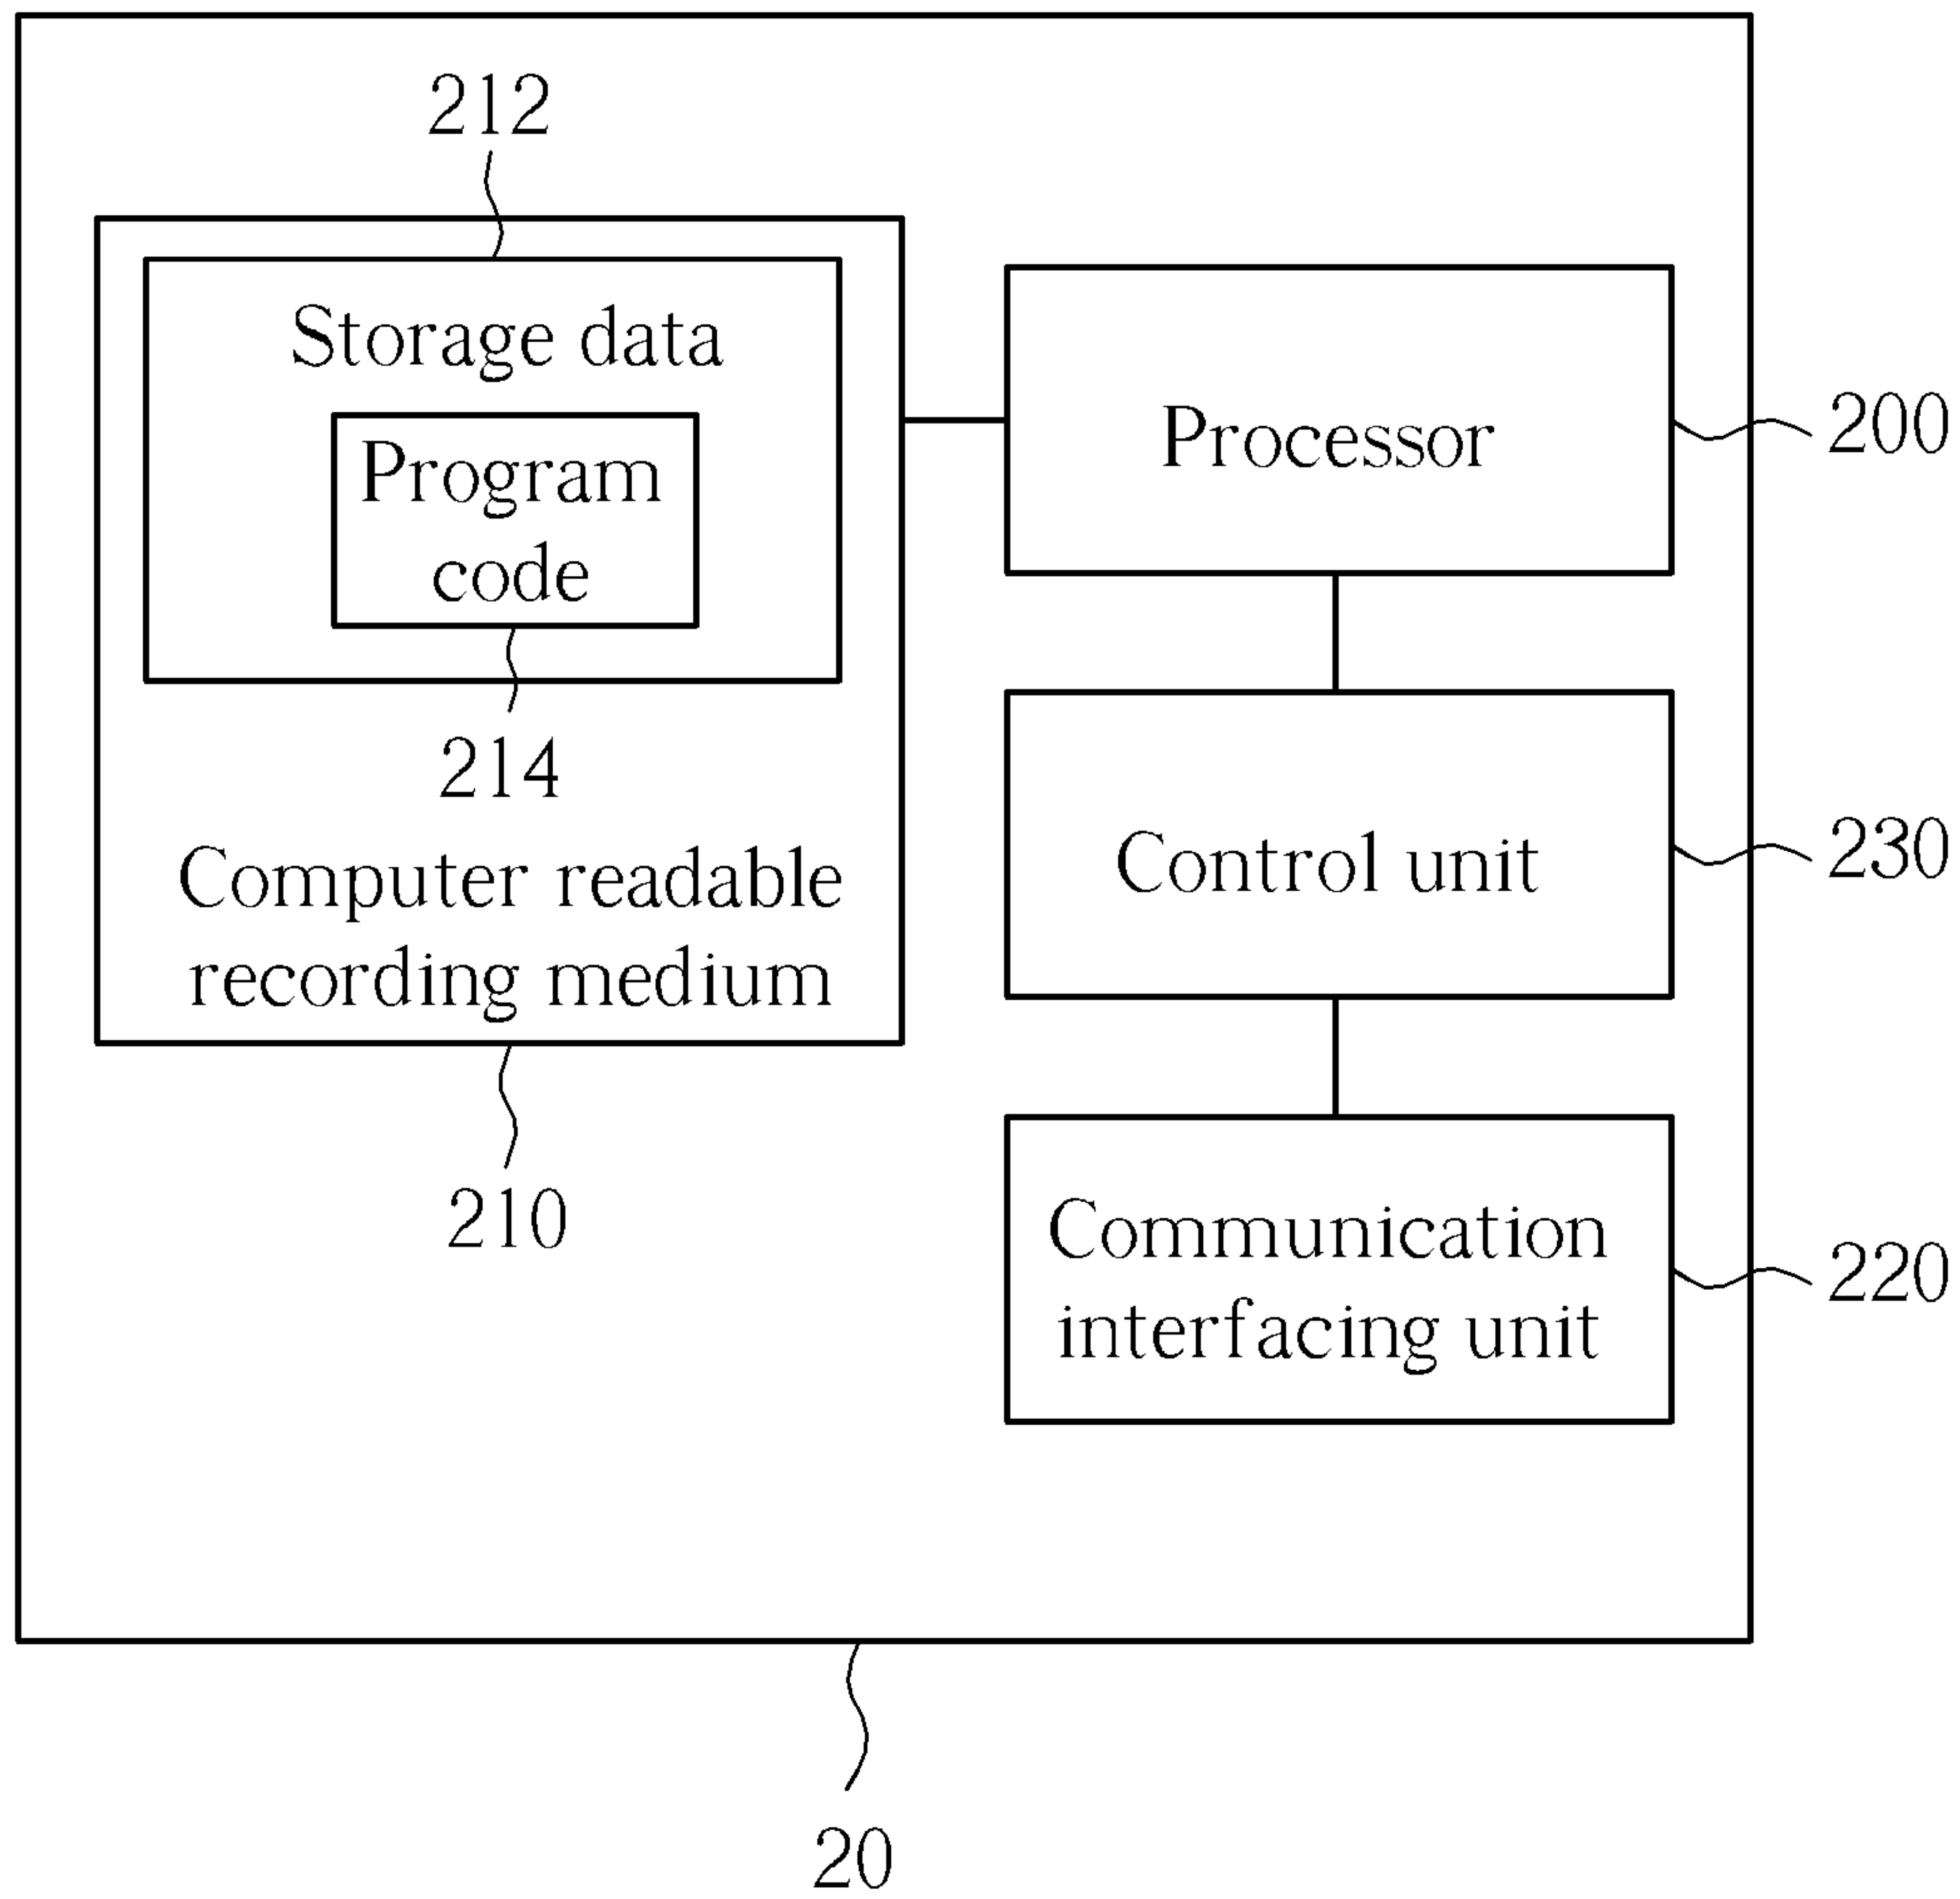 212
Storage data
Program
code
214
Computer readable
recording medium
210
Processor
200
Control unit
230
Communication
interfacing unit
220
20